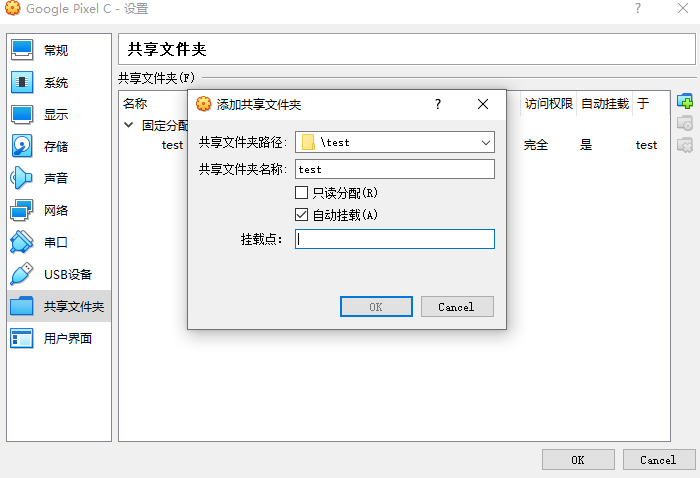 Google Pixel C - 设置
?
常规
系统
显示
存储
声音
网络
串口
USB设备
共享文件夹
用户界面
共享文件夹
共享文件夹(F)
名称 访问权限 自动挂载 于
固定分配
test 完全 是 test
添加共享文件夹 ?
共享文件夹路径: \test
共享文件夹名称: test
只读分配(R)
自动挂载(A)
挂载点:
OK Cancel
OK Cancel